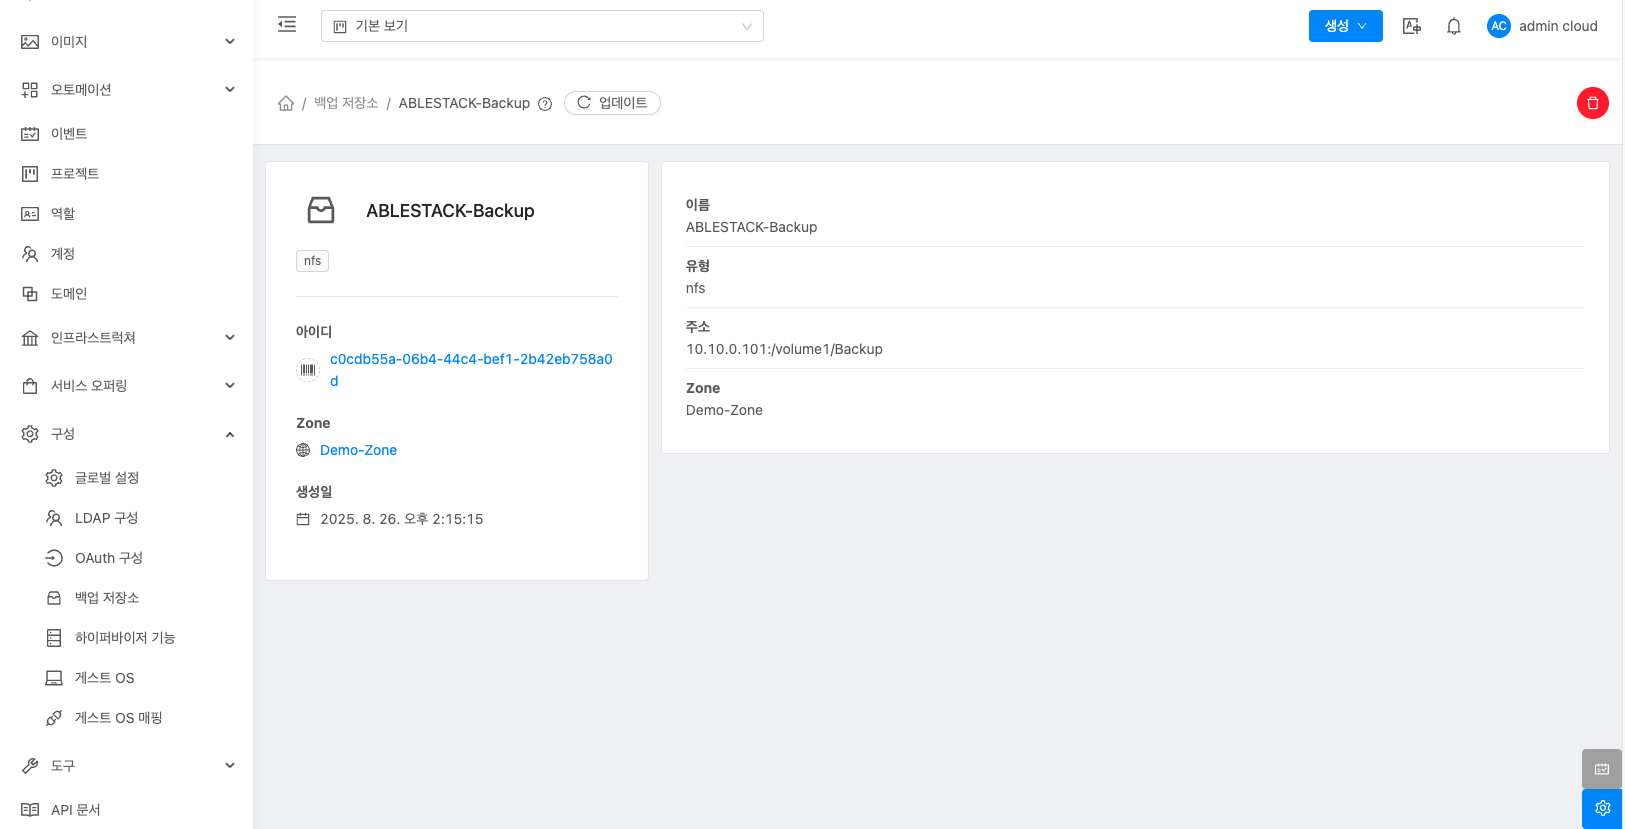 이미지
오토메이션
이벤트
프로젝트
역할
계정
도메인
인프라스트럭쳐
서비스 오퍼링
구성
글로벌 설정
LDAP 구성
OAuth 구성
백업 저장소
하이퍼바이저 기능
게스트 OS
게스트 OS 매핑
도구
API 문서
기본 보기
생성
AC
admin cloud
/ 백업 저장소 / ABLESTACK-Backup
업데이트
ABLESTACK-Backup
nfs
아이디
c0cdb55a-06b4-44c4-bef1-2b42eb758a0
d
Zone
Demo-Zone
생성일
2025. 8. 26. 오후 2:15:15
이름
ABLESTACK-Backup
유형
nfs
주소
10.10.0.101:/volume1/Backup
Zone
Demo-Zone